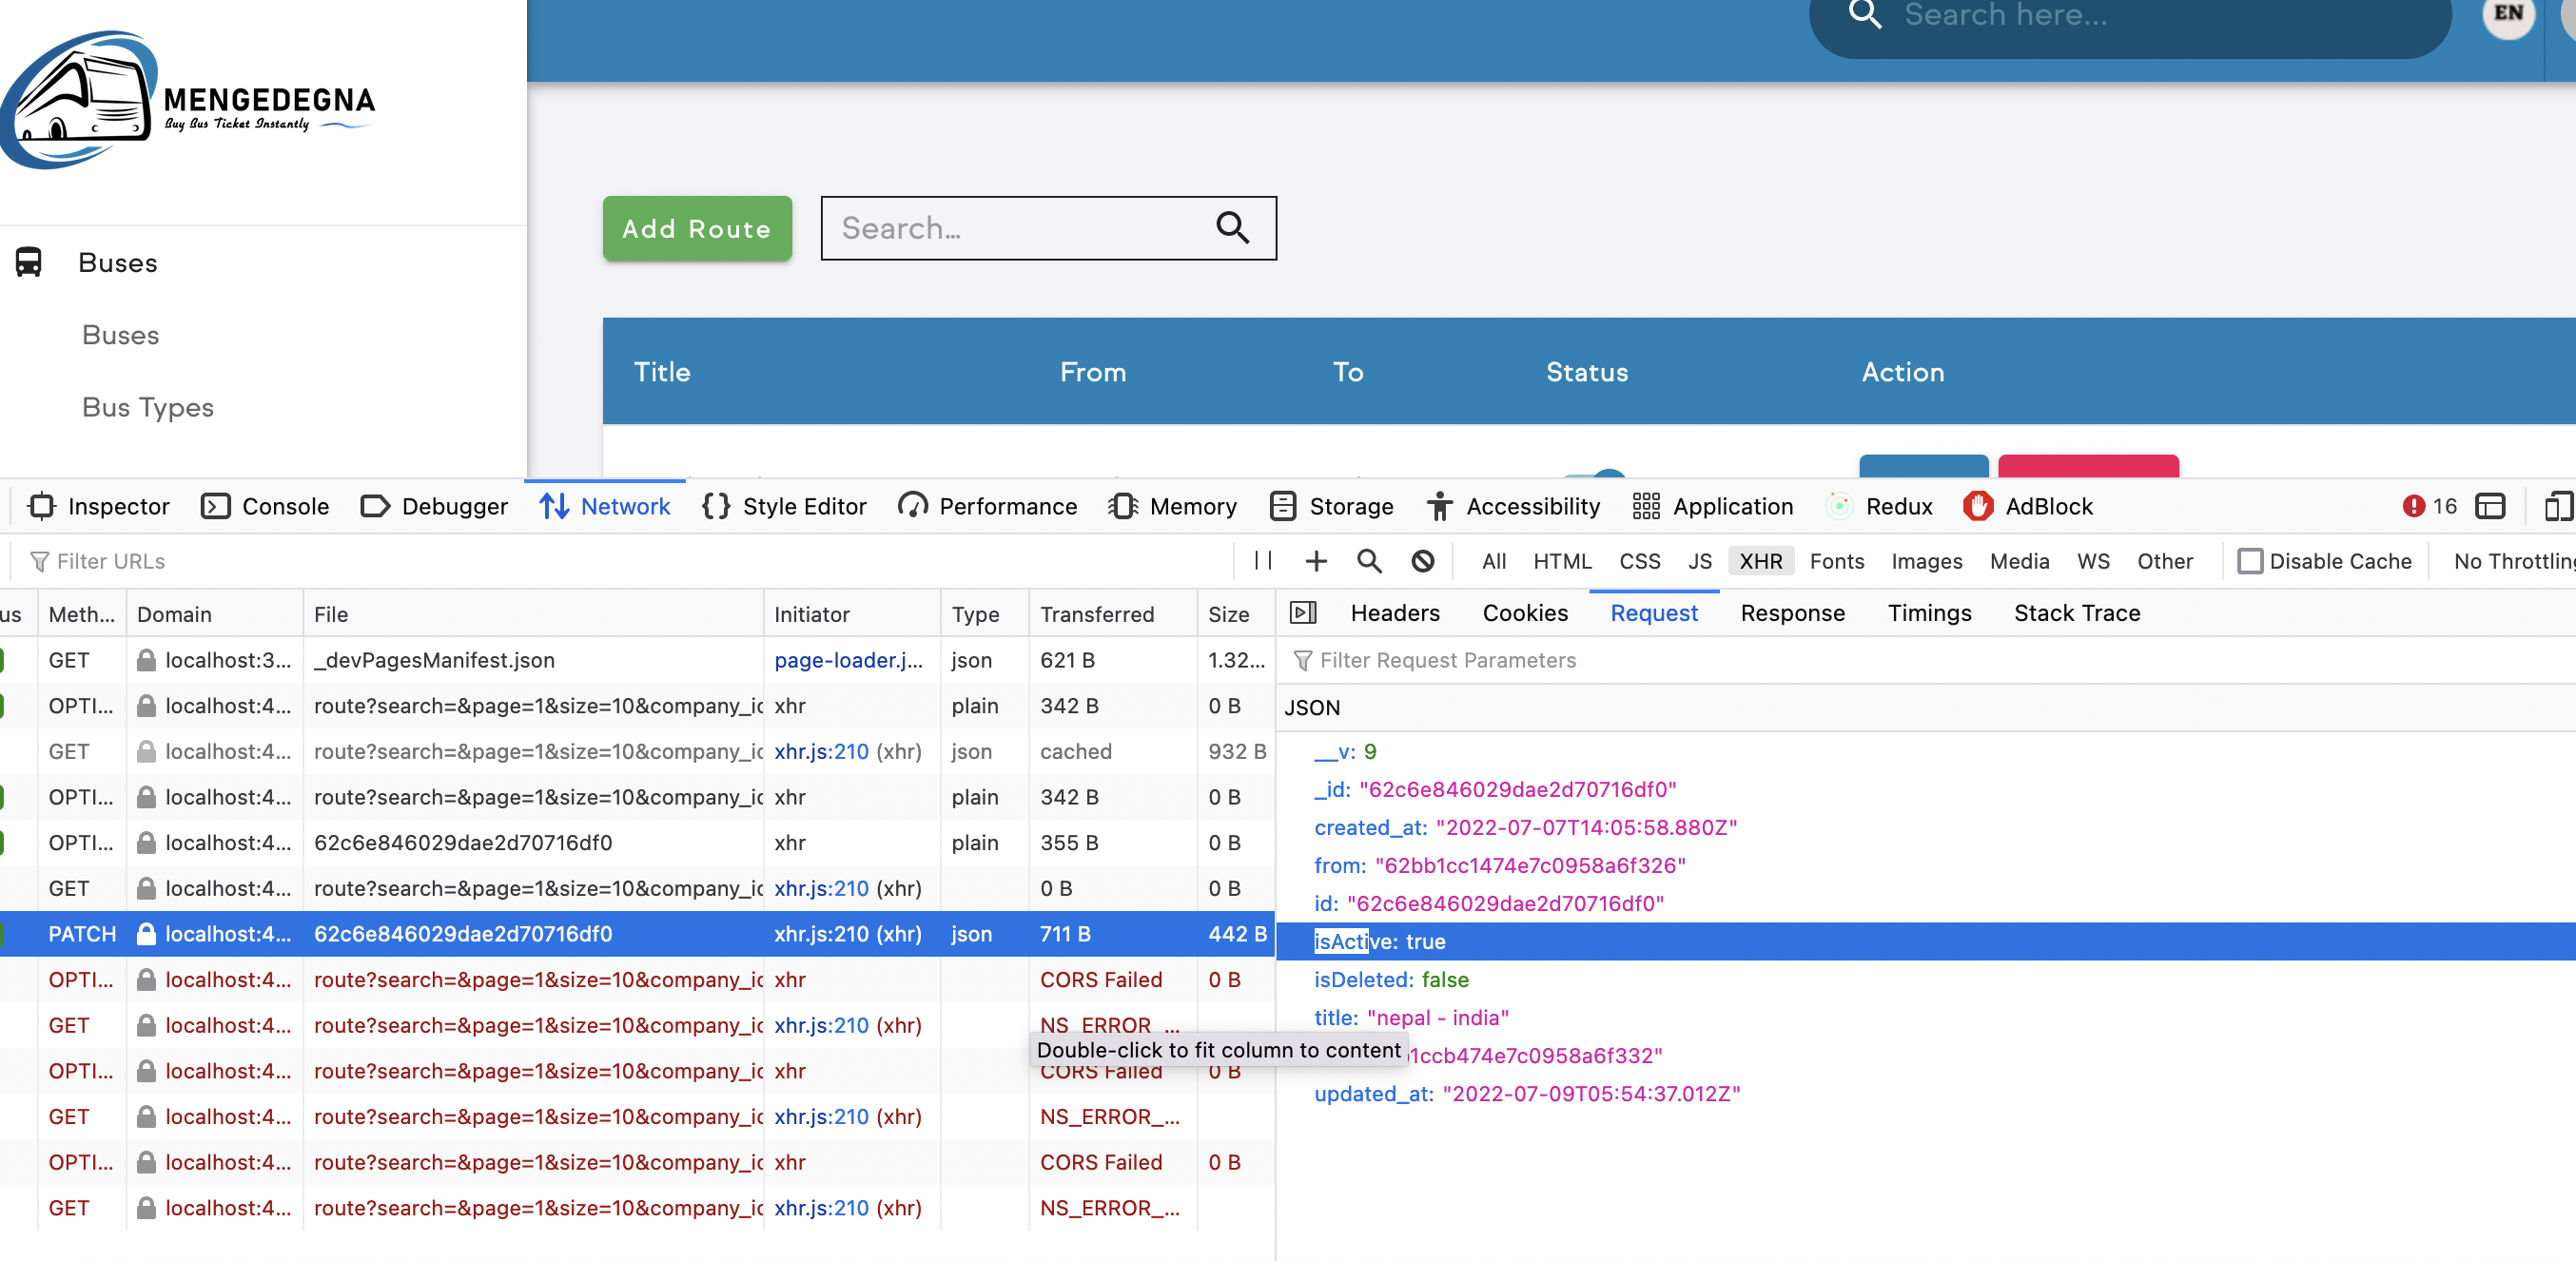 Search here...
EN
MENGEDEGNA
Buy Bus Ticket Instantly
Buses
Buses
Bus Types
Add Route
Search...
Title From To Status Action
Inspector Console Debugger Network Style Editor Performance Memory Storage Accessibility Application Redux AdBlock 16
Filter URLs
All HTML CSS JS XHR Fonts Images Media WS Other Disable Cache No Throttling
us Meth... Domain File Initiator Type Transferred Size
GET localhost:3... _devPagesManifest.json page-loader.j... json 621 B 1.32...
OPTI... localhost:4... route?search=&page=1&size=10&company_ic xhr plain 342 B 0 B
GET localhost:4... route?search=&page=1&size=10&company_ic xhr.js:210 (xhr) json cached 932 B
OPTI... localhost:4... route?search=&page=1&size=10&company_ic xhr plain 342 B 0 B
OPTI... localhost:4... 62c6e846029dae2d70716df0 xhr plain 355 B 0 B
GET localhost:4... route?search=&page=1&size=10&company_ic xhr.js:210 (xhr) 0 B 0 B
PATCH localhost:4... 62c6e846029dae2d70716df0 xhr.js:210 (xhr) json 711 B 442 B
OPTI... localhost:4... route?search=&page=1&size=10&company_ic xhr CORS Failed 0 B
GET localhost:4... route?search=&page=1&size=10&company_ic xhr.js:210 (xhr) NS_ERROR_...
Double-click to fit column to content
OPTI... localhost:4... route?search=&page=1&size=10&company_ic xhr CORS Failed 0 B
GET localhost:4... route?search=&page=1&size=10&company_ic xhr.js:210 (xhr) NS_ERROR_...
OPTI... localhost:4... route?search=&page=1&size=10&company_ic xhr CORS Failed 0 B
GET localhost:4... route?search=&page=1&size=10&company_ic xhr.js:210 (xhr) NS_ERROR_...
Headers Cookies Request Response Timings Stack Trace
Filter Request Parameters
JSON
__v: 9
_id: "62c6e846029dae2d70716df0"
created_at: "2022-07-07T14:05:58.880Z"
from: "62bb1cc1474e7c0958a6f326"
id: "62c6e846029dae2d70716df0"
isActive: true
isDeleted: false
title: "nepal - india"
1ccb474e7c0958a6f332"
updated_at: "2022-07-09T05:54:37.012Z"